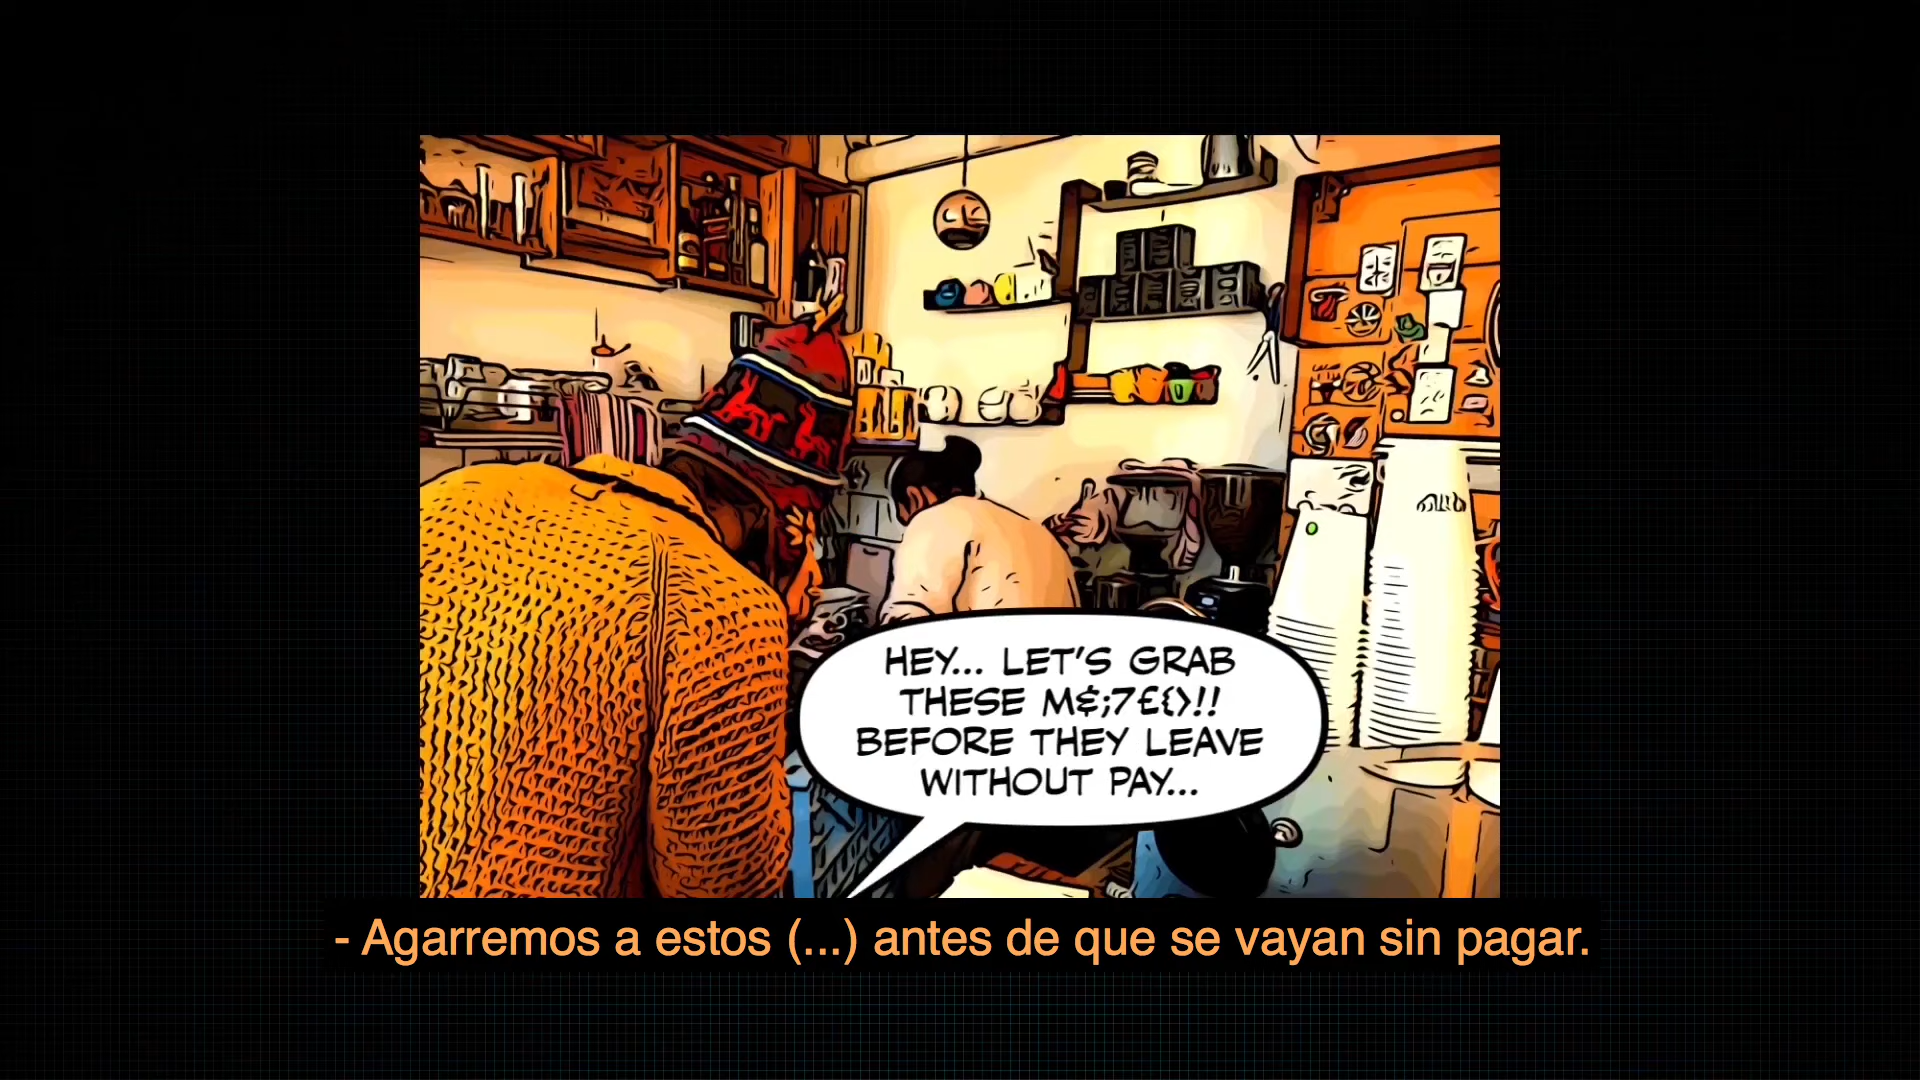 HEY... LET'S GRAB
THESE M&;7£{}!!
BEFORE THEY LEAVE
WITHOUT PAY...
- Agarremos a estos (...) antes de que se vayan sin pagar.